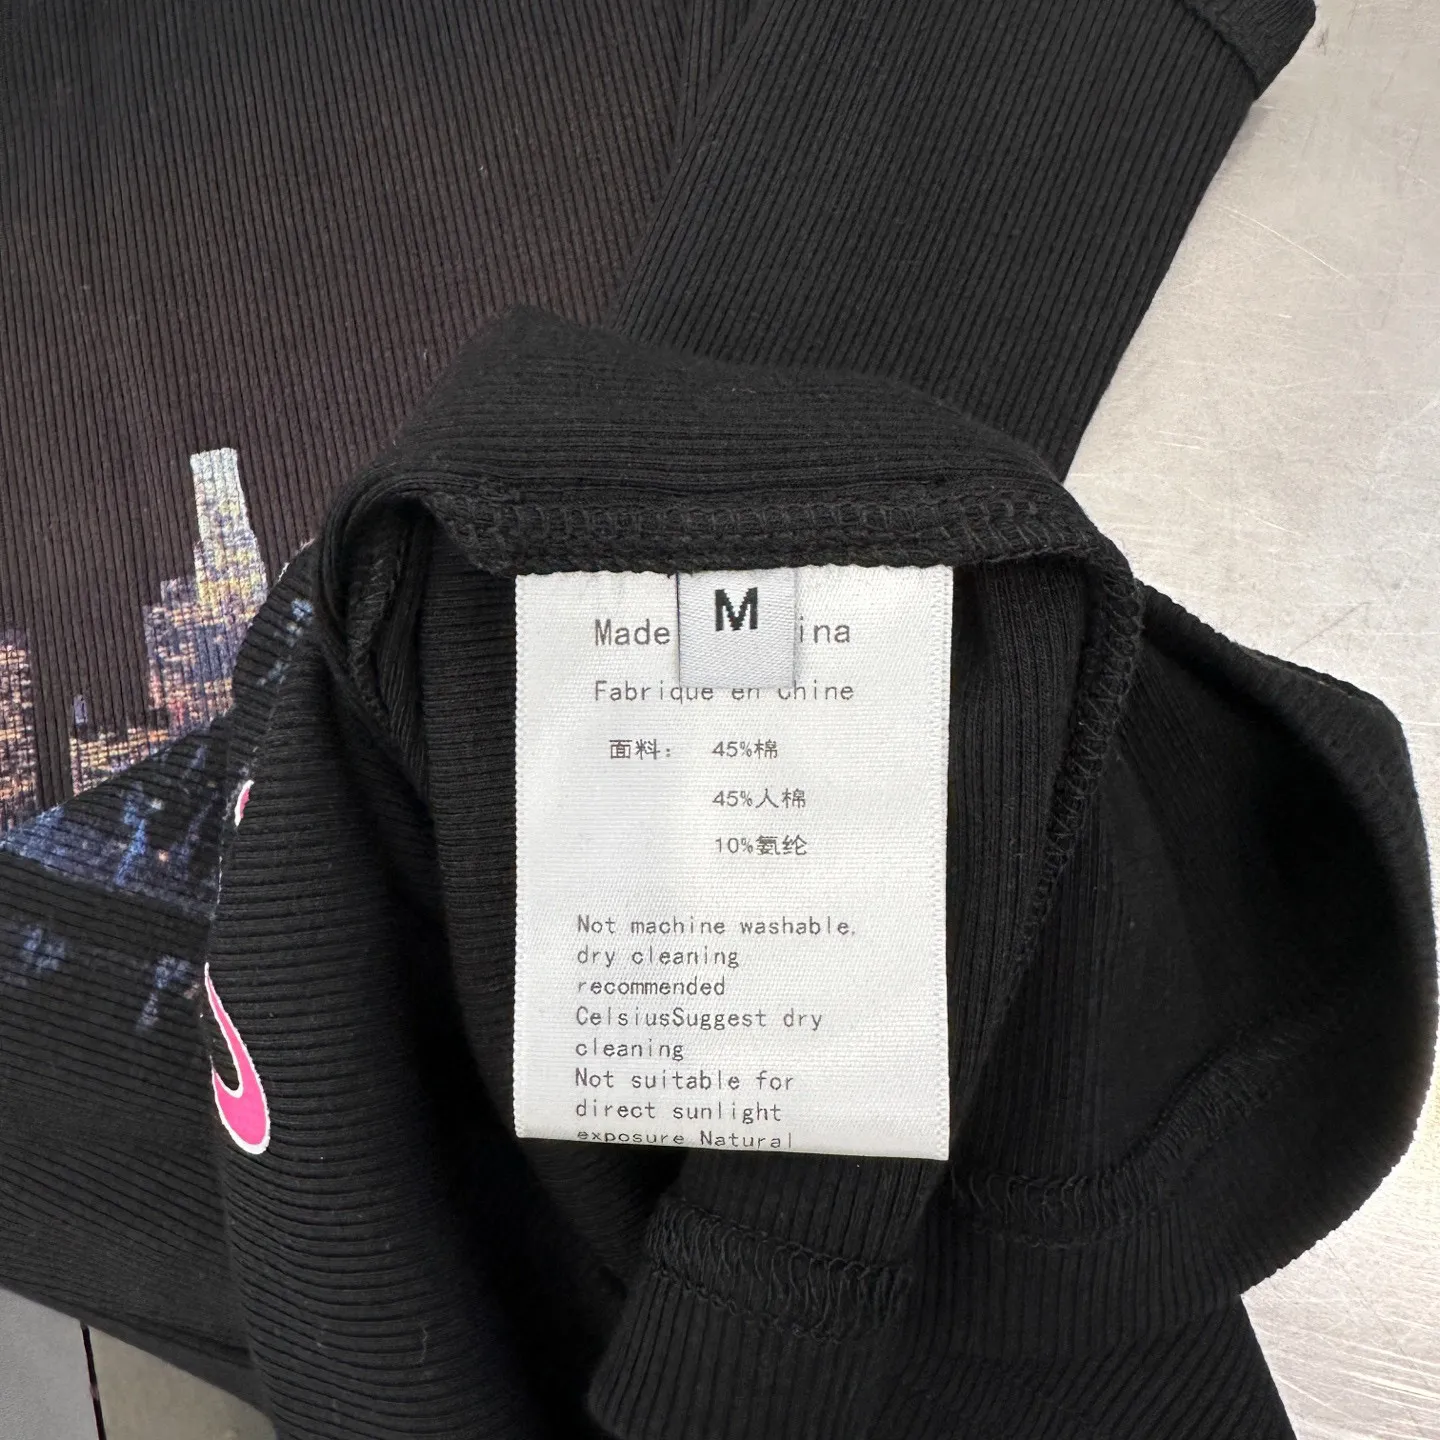 M
Made ina
Fabrique en Chine
面料： 45%棉
45%人棉
10%氨纶
Not machine washable.
dry cleaning
recommended
CelsiusSuggest dry
cleaning
Not suitable for
direct sunlight
exposure Natural